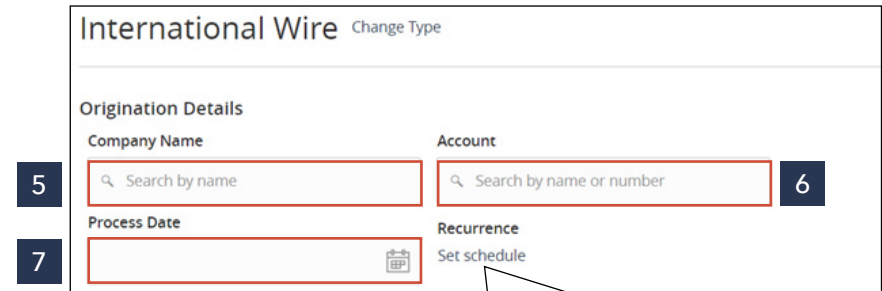 International Wire Change Type
Origination Details
Company Name
Account
5
Search by name
Search by name or number
6
Process Date
Recurrence
7
Set schedule